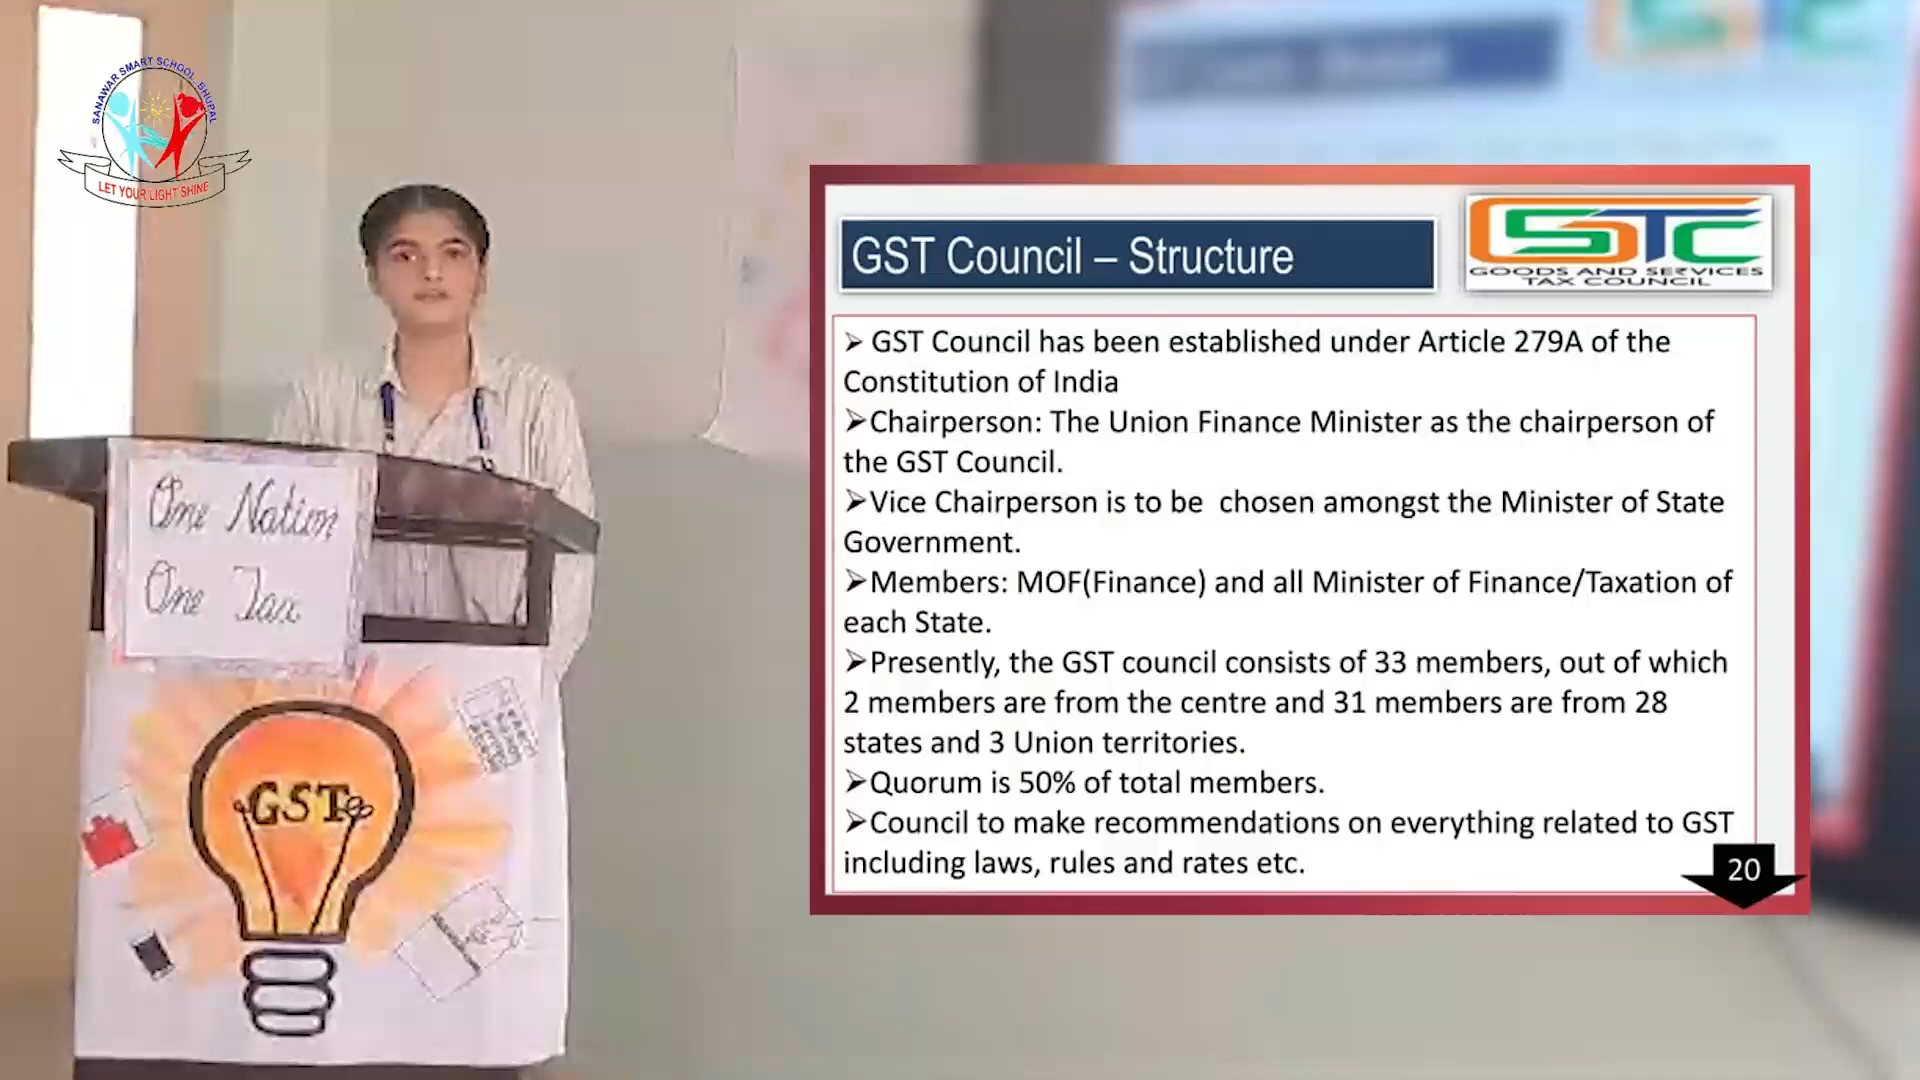 SANAWAR SMART SCHOOL, BHOPAL
LET YOUR LIGHT SHINE
One Nation
One Tax
GST
GST Council – Structure
GSTC
GOODS AND SERVICES
TAX COUNCIL
➢ GST Council has been established under Article 279A of the
Constitution of India
➢Chairperson: The Union Finance Minister as the chairperson of
the GST Council.
➢Vice Chairperson is to be chosen amongst the Minister of State
Government.
➢Members: MOF(Finance) and all Minister of Finance/Taxation of
each State.
➢Presently, the GST council consists of 33 members, out of which
2 members are from the centre and 31 members are from 28
states and 3 Union territories.
➢Quorum is 50% of total members.
➢Council to make recommendations on everything related to GST
including laws, rules and rates etc.
20